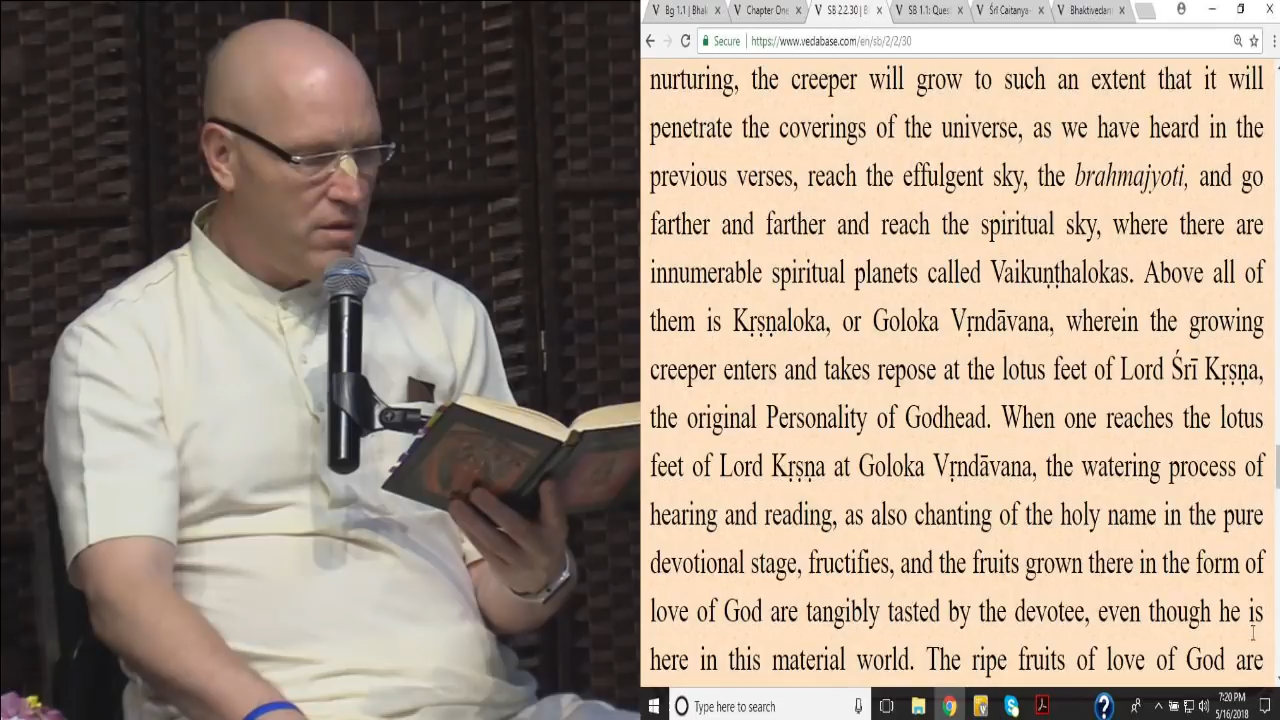 Bg 1.1 | Bhak
Chapter One
SB 2.2.30 | B
SB 1.1: Ques
Śrī Caitanya-
Bhaktivedan
Secure | https://www.vedabase.com/en/sb/2/2/30
nurturing, the creeper will grow to such an extent that it will
penetrate the coverings of the universe, as we have heard in the
previous verses, reach the effulgent sky, the brahmajyoti, and go
farther and farther and reach the spiritual sky, where there are
innumerable spiritual planets called Vaikuṇṭhalokas. Above all of
them is Kṛṣṇaloka, or Goloka Vṛndāvana, wherein the growing
creeper enters and takes repose at the lotus feet of Lord Śrī Kṛṣṇa,
the original Personality of Godhead. When one reaches the lotus
feet of Lord Kṛṣṇa at Goloka Vṛndāvana, the watering process of
hearing and reading, as also chanting of the holy name in the pure
devotional stage, fructifies, and the fruits grown there in the form of
love of God are tangibly tasted by the devotee, even though he is
here in this material world. The ripe fruits of love of God are
Type here to search
7:20 PM
5/16/2018